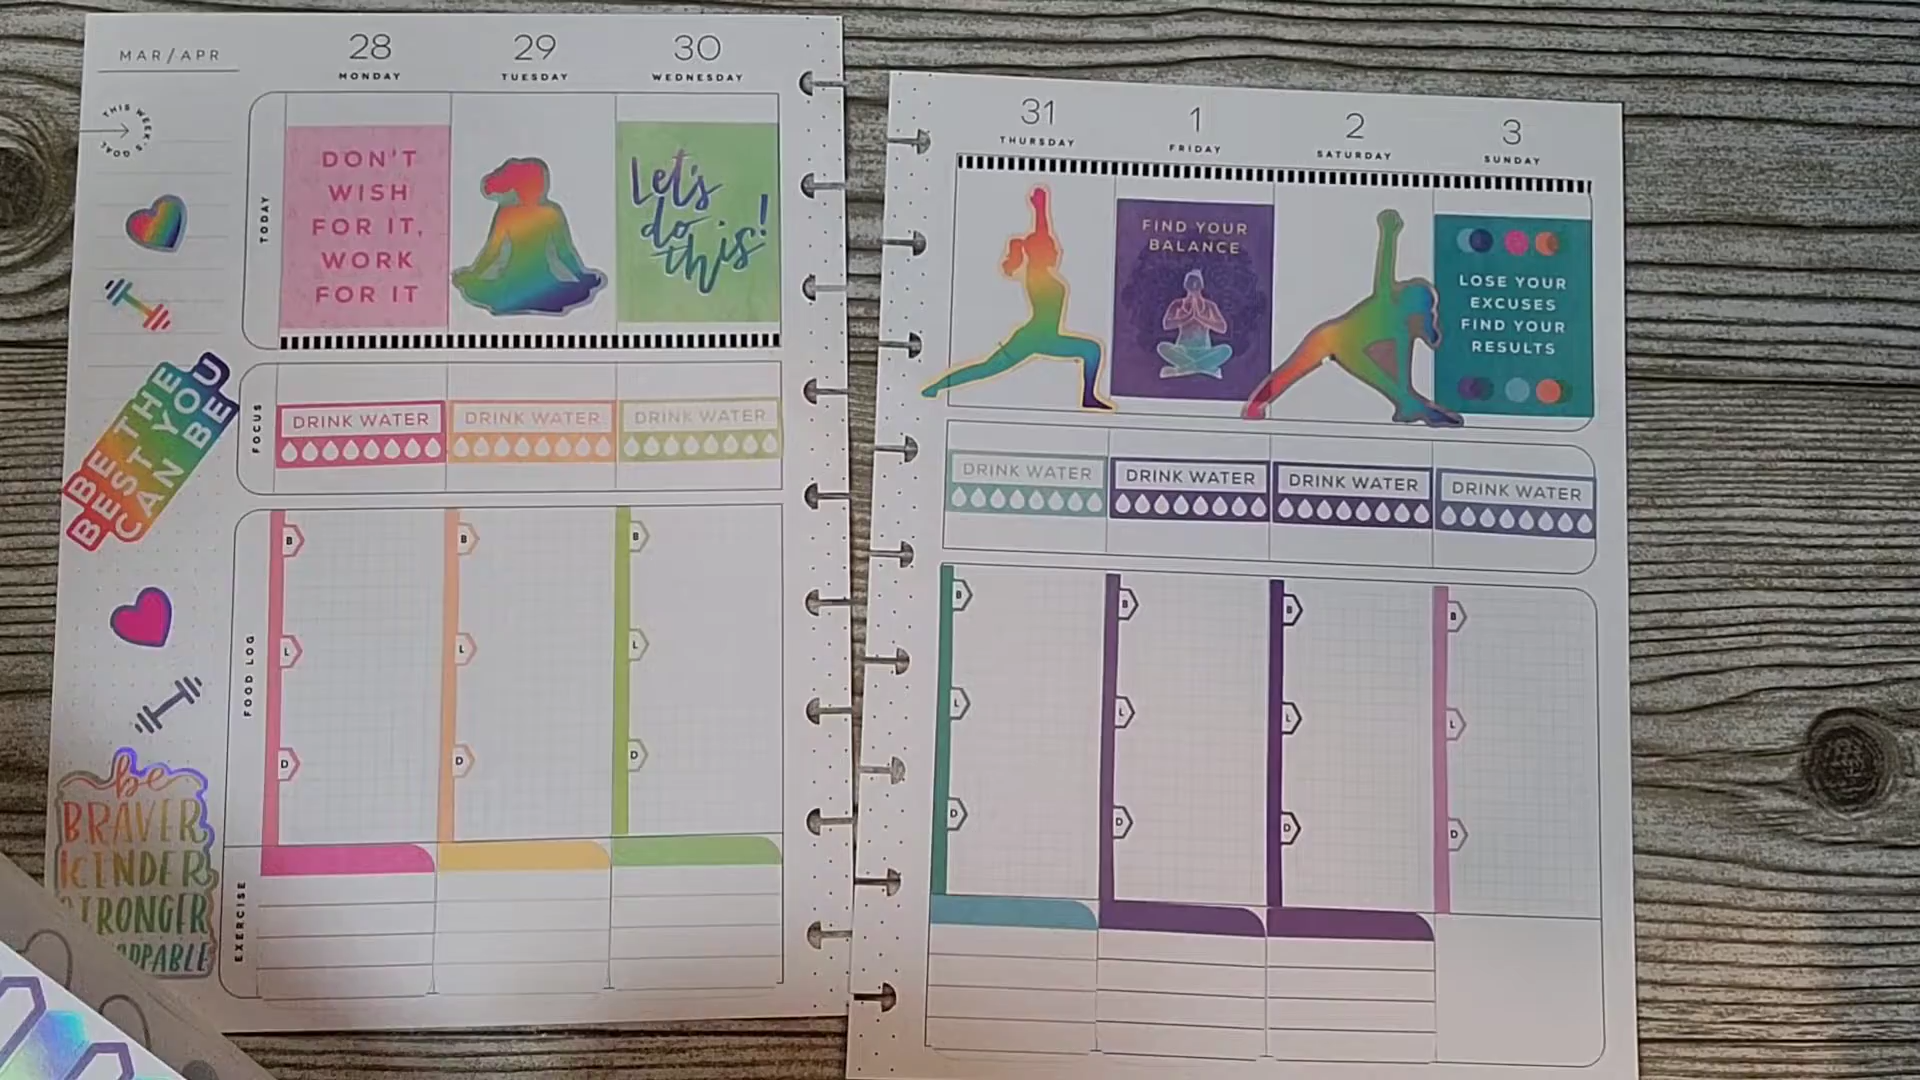 MAR/APR
28
MONDAY
29
TUESDAY
30
WEDNESDAY
THIS WEEK'S GOAL
TODAY
DON'T
WISH
FOR IT,
WORK
FOR IT
Let's
do
this!
FOCUS
DRINK WATER
DRINK WATER
DRINK WATER
BE THE
BEST YOU
CAN BE
FOOD LOG
B
B
B
L
L
L
D
D
D
be
BRAVER
KINDER
STRONGER
EXERCISE
31
THURSDAY
1
FRIDAY
2
SATURDAY
3
SUNDAY
FIND YOUR
BALANCE
LOSE YOUR
EXCUSES
FIND YOUR
RESULTS
DRINK WATER
DRINK WATER
DRINK WATER
DRINK WATER
B
B
B
B
L
L
L
L
D
D
D
D